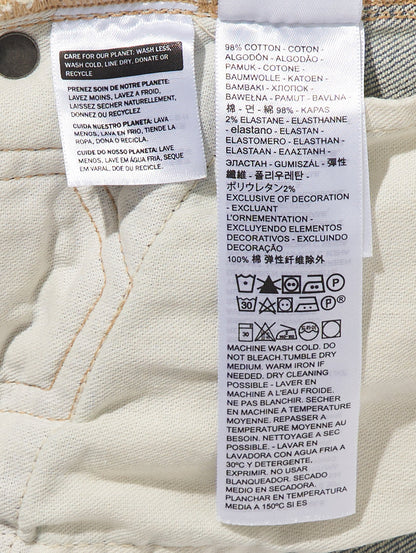 CARE FOR OUR PLANET: WASH LESS,
WASH COLD, LINE DRY, DONATE OR
RECYCLE
PRENEZ SOIN DE NOTRE PLANETE:
LAVEZ MOINS, LAVEZ A FROID,
LAISSEZ SÉCHER NATURELLEMENT,
DONNEZ OU RECYCLEZ
CUIDA NUESTRO PLANETA: LAVA
MENOS, LAVA EN FRIO, TIENDE LA
ROPA, DONA O RECICLA
CUIDE DO NOSSO PLANETA: LAVE
MENOS, LAVE EM ÁGUA FRIA, SEQUE
EM VARAL, DOE OU RECICLE.
98% COTTON - COTON -
ALGODÓN - ALGODÃO -
PAMUK - COTONE -
BAUMWOLLE - KATOEN -
ΒΑΜΒΑΚΙ - ХЛОПОК -
BAWEŁNA - PAMUT - BAVLNA
棉 - 면 - 綿 98% - KAPAS
2% ELASTANE - ELASTHANNE
- elastano - ELASTAN -
ELASTOMERO - ELASTHAN -
ELASTAAN - ΕΛΑΣΤΑΝΗ -
ЭЛАСТАН - GUMISZÁL - 弹性
纖維 - 폴리우레탄 -
ポリウレタン2%
EXCLUSIVE OF DECORATION
- EXCLUANT
L'ORNEMENTATION -
EXCLUYENDO ELEMENTOS
DECORATIVOS - EXCLUINDO
DECORAÇÃO
100% 棉 弹性纤维除外
30
MACHINE WASH COLD. DO
NOT BLEACH.TUMBLE DRY
MEDIUM. WARM IRON IF
NEEDED. DRY CLEANING
POSSIBLE - LAVER EN
MACHINE A L'EAU FROIDE.
NE PAS BLANCHIR. SECHER
EN MACHINE A TEMPERATURE
MOYENNE. REPASSER A
TEMPERATURE MOYENNE AU
BESOIN. NETTOYAGE A SEC
POSSIBLE - LAVAR EN
LAVADORA CON AGUA FRIA A
30ºC Y DETERGENTE,
EXPRIMIR. NO USAR
BLANQUEADOR. SECADO
MEDIO EN SECADORA.
PLANCHAR EN TEMPERATURA
MEDIA A 150ºC SI ES